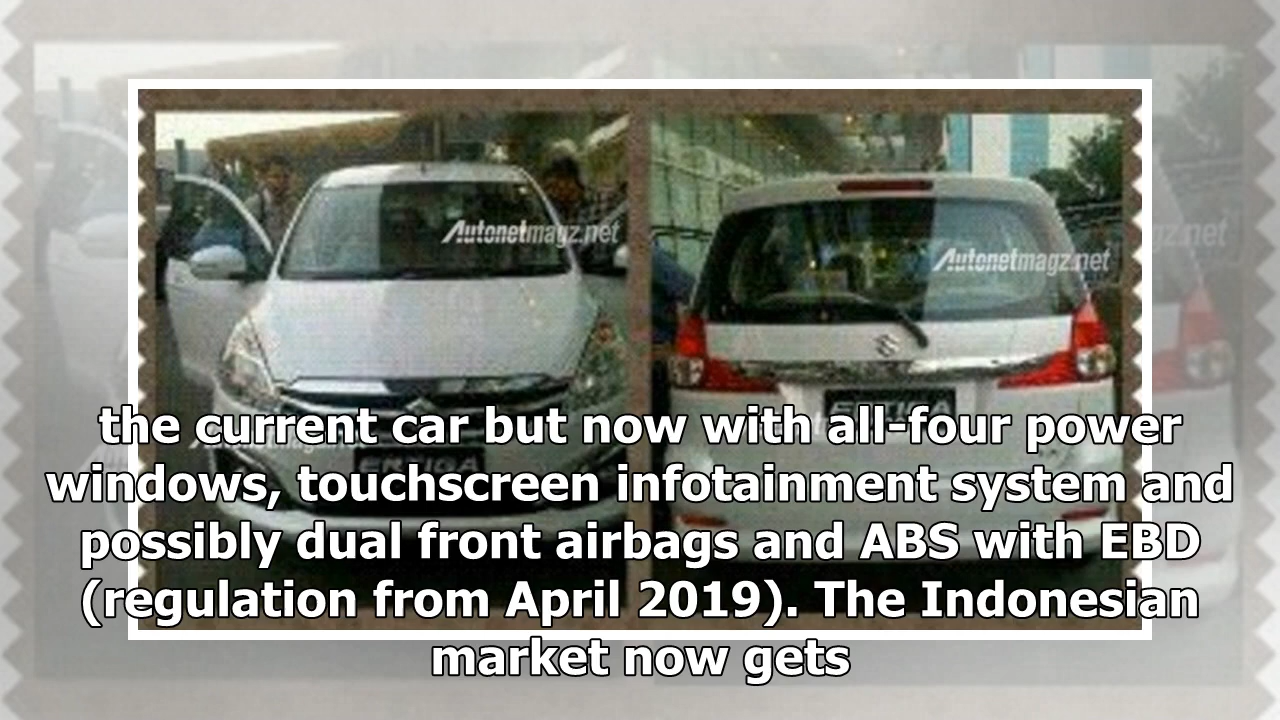 Autonetmagz.net
Autonetmagz.net
the current car but now with all-four power
windows, touchscreen infotainment system and
possibly dual front airbags and ABS with EBD
(regulation from April 2019). The Indonesian
market now gets
ERTIGA